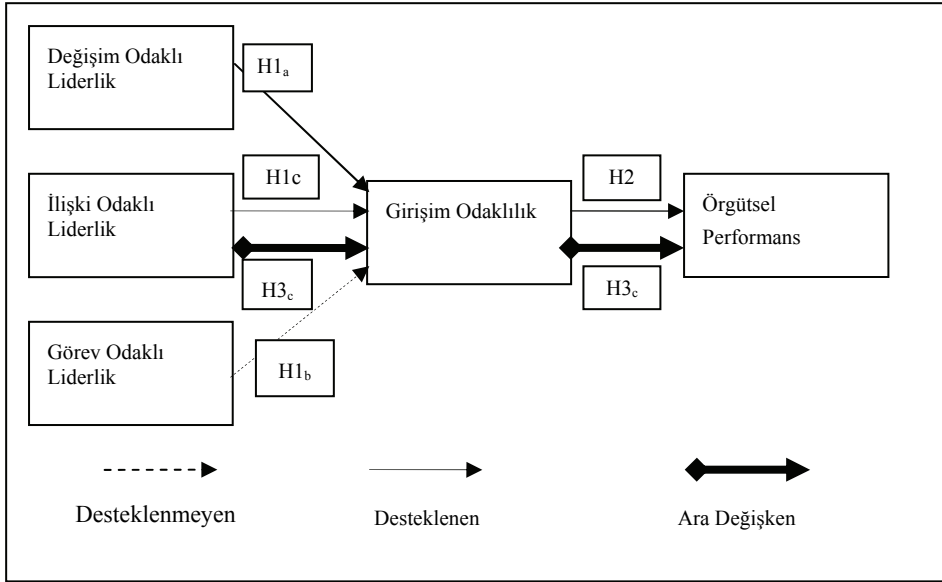 Değişim Odaklı
Liderlik
H1a
H1c
H2
İlişki Odaklı
Liderlik
Girişim Odaklılık
Örgütsel
Performans
H3c
H3c
Görev Odaklı
Liderlik
H1b
Desteklenmeyen
Desteklenen
Ara Değişken